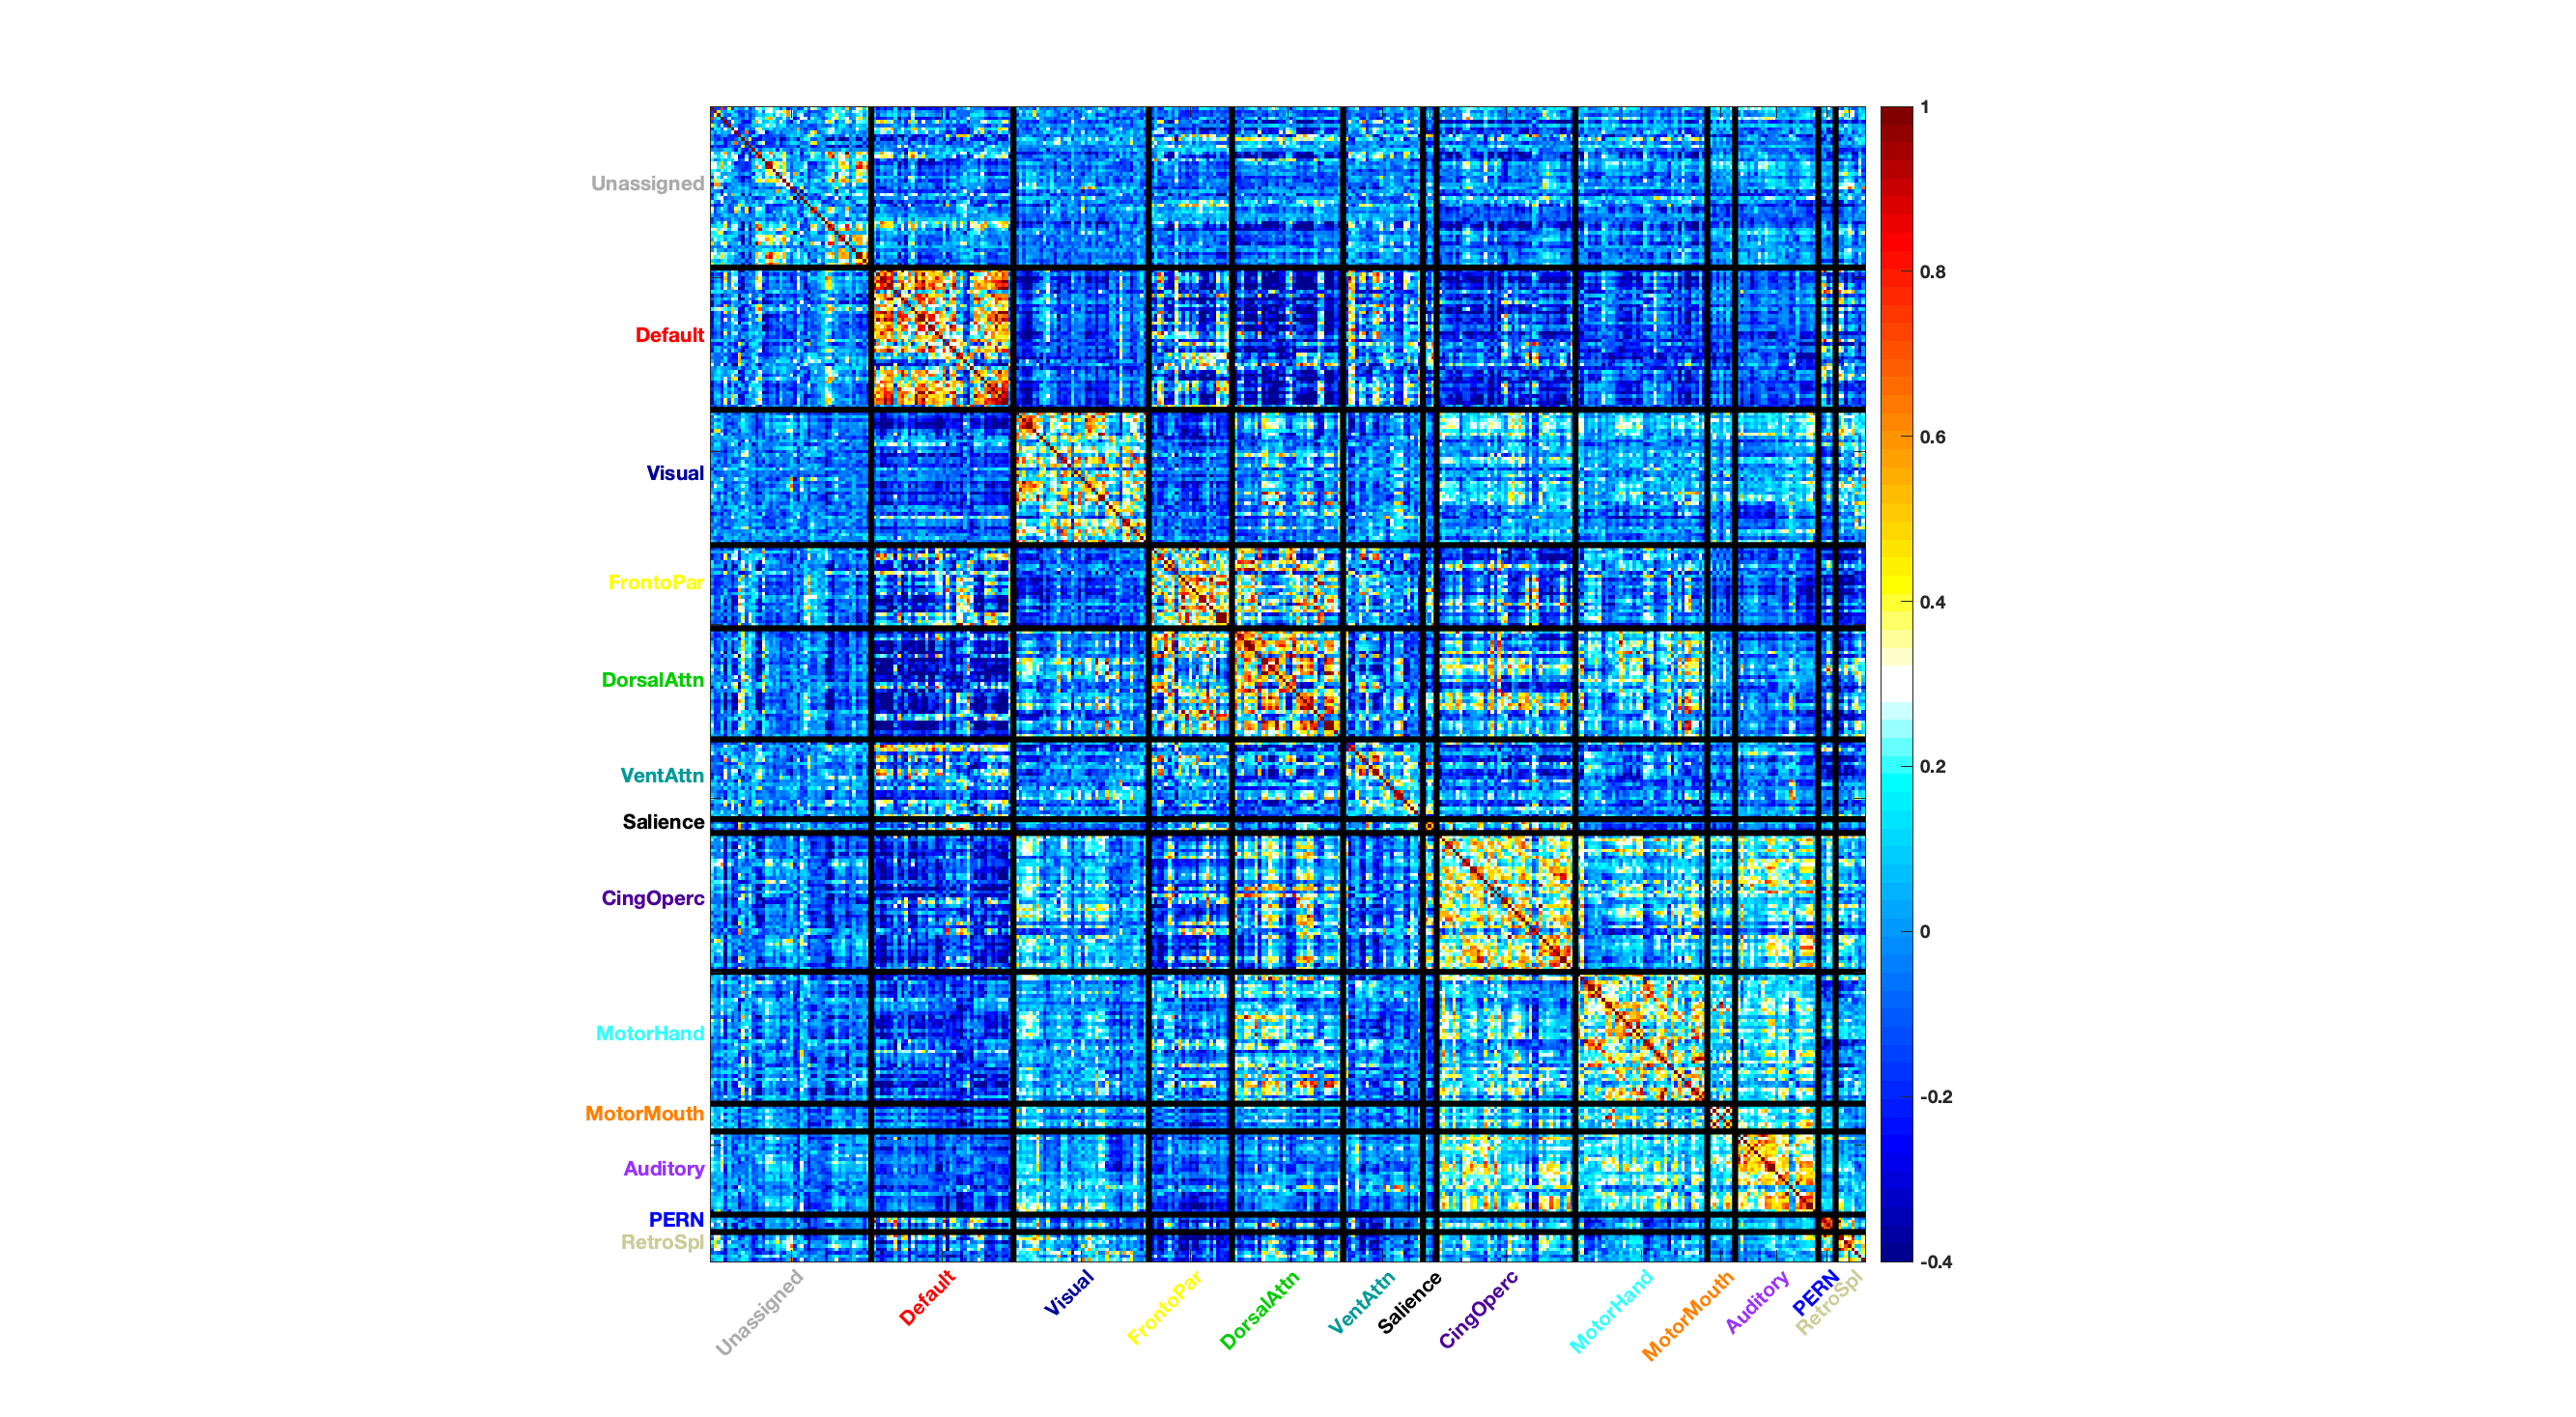 Unassigned
Default
Visual
FrontoPar
DorsalAttn
VentAttn
Salience
CingOperc
MotorHand
MotorMouth
Auditory
PERN
RetroSpl
Unassigned
Default
Visual
FrontoPar
DorsalAttn
VentAttn
Salience
CingOperc
MotorHand
MotorMouth
Auditory
PERN
RetroSpl
1
0.8
0.6
0.4
0.2
0
-0.2
-0.4